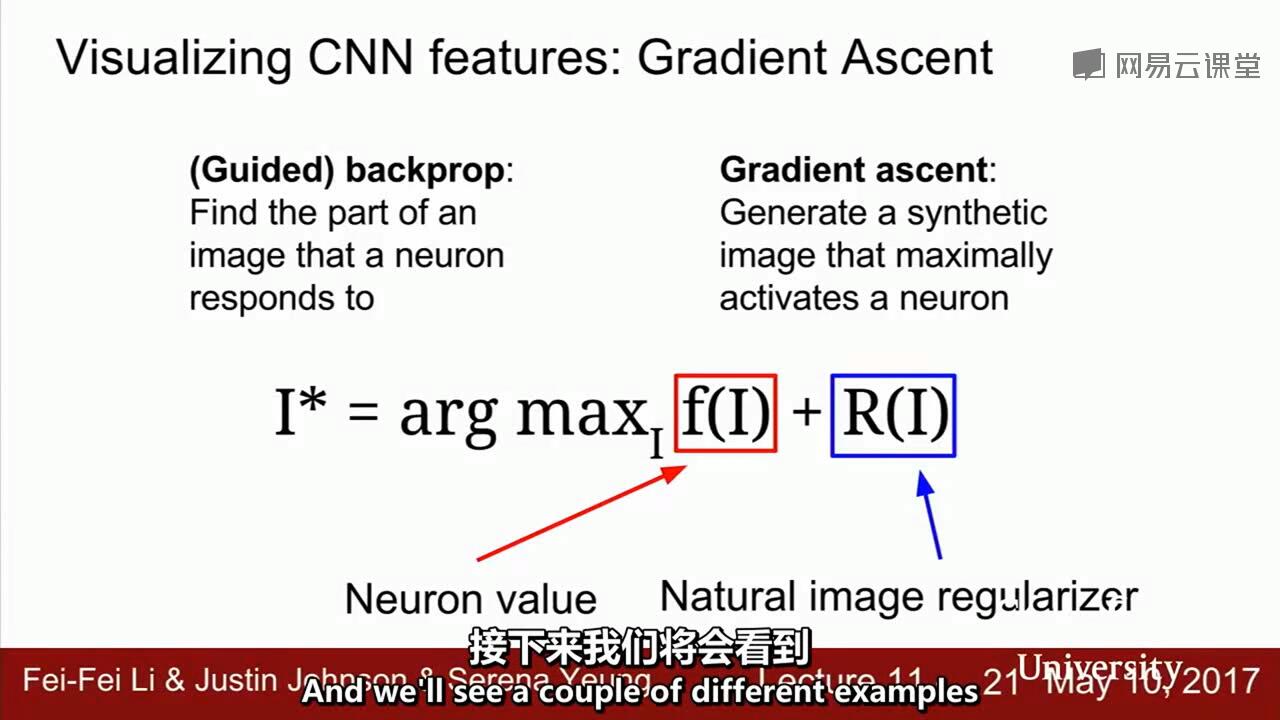 Visualizing CNN features: Gradient Ascent
网易云课堂
(Guided) backprop:
Find the part of an
image that a neuron
responds to
Gradient ascent:
Generate a synthetic
image that maximally
activates a neuron
I* = arg max_I f(I) + R(I)
Neuron value
Natural image regularizer
接下来我们将会看到
And we'll see a couple of different examples
Fei-Fei Li & Justin Johnson & Serena Yeung
Lecture 11
21
May 10, 2017
University